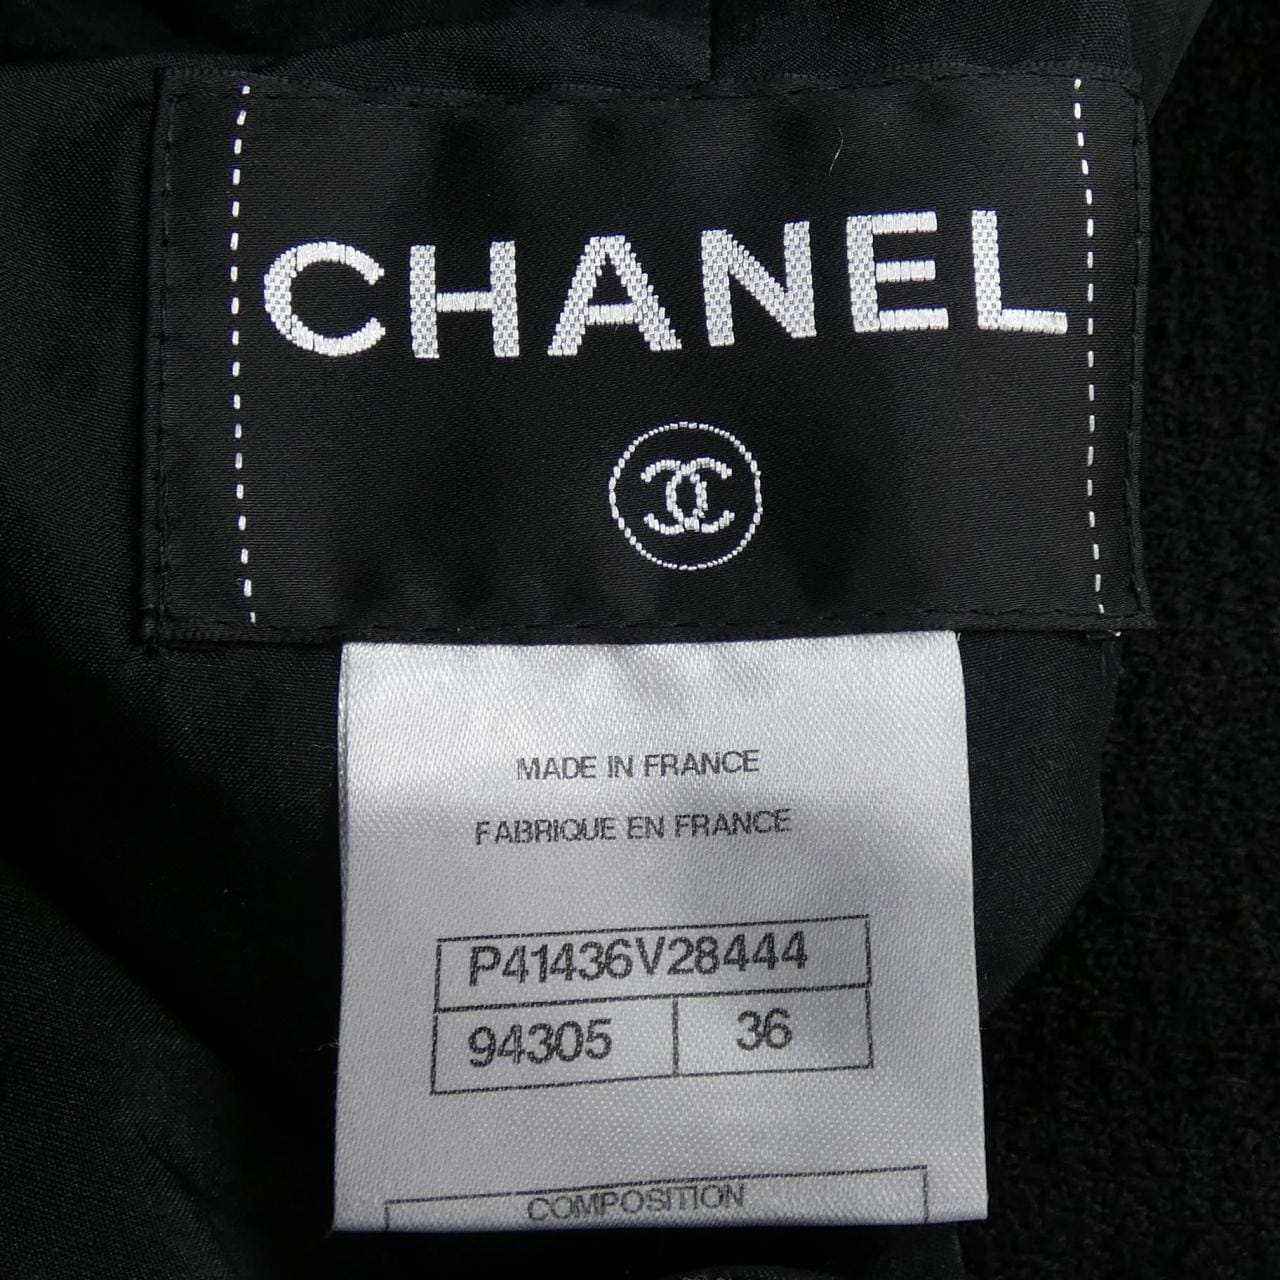 CHANEL
MADE IN FRANCE
FABRIQUE EN FRANCE
P41436V28444
94305 36
COMPOSITION